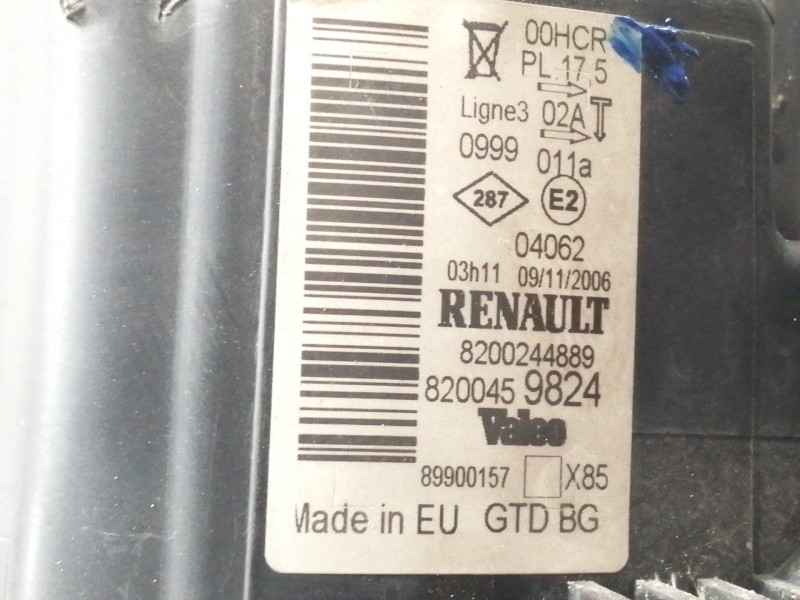 00HCR
PL 17,5
Ligne3 02A
0999 011a
287 E2
04062
03h11 09/11/2006
RENAULT
8200244889
820045 9824
Valeo
89900157 X85
Made in EU GTD BG